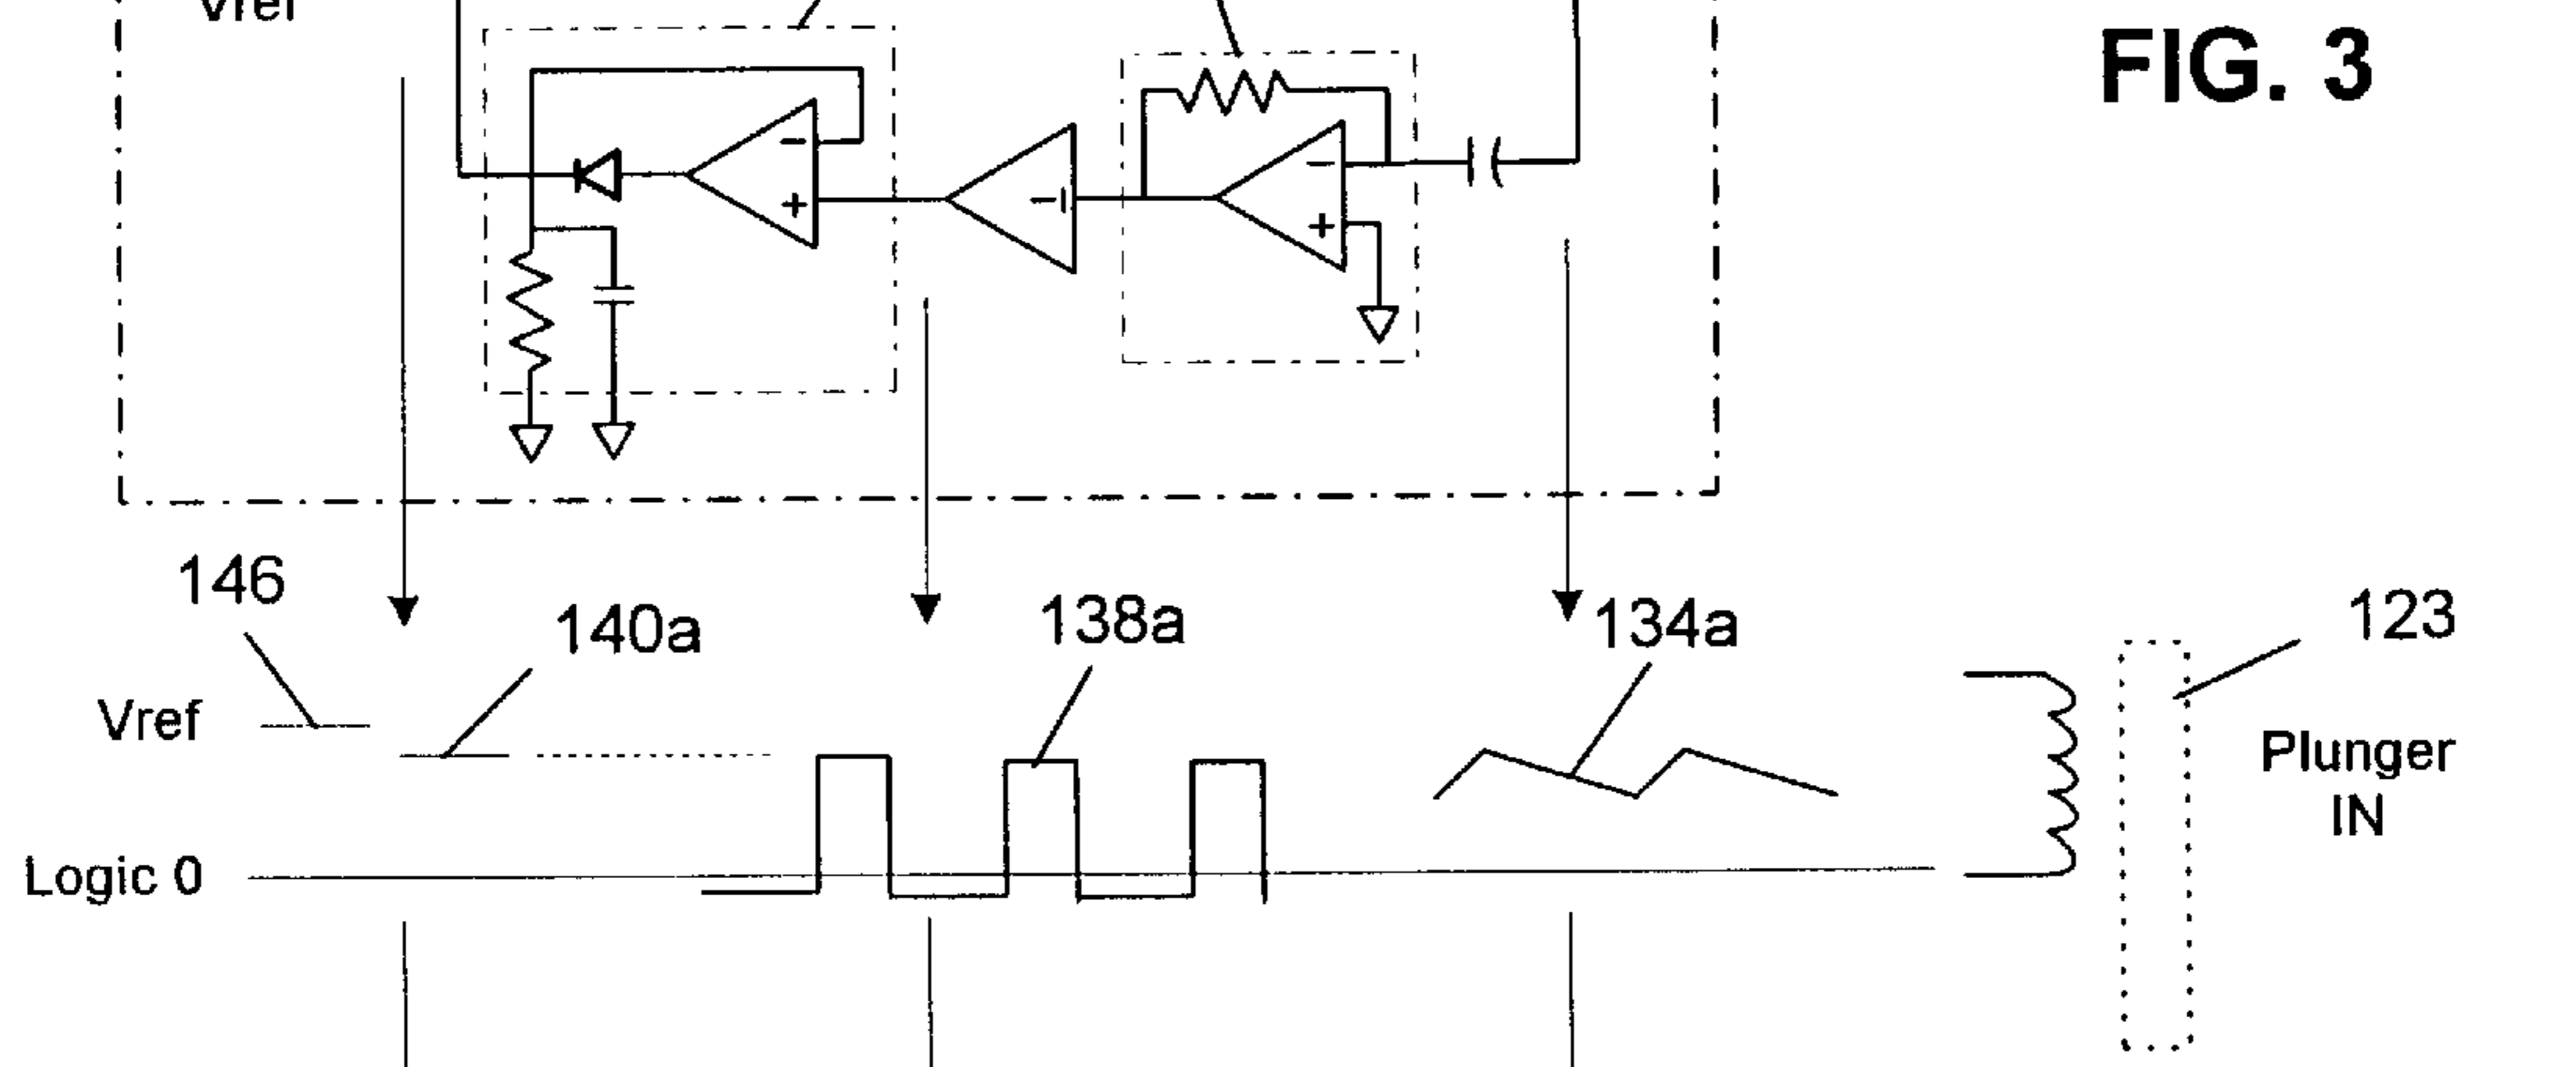 Vref
FIG. 3
146
140a
138a
134a
123
Vref
Plunger
IN
Logic 0